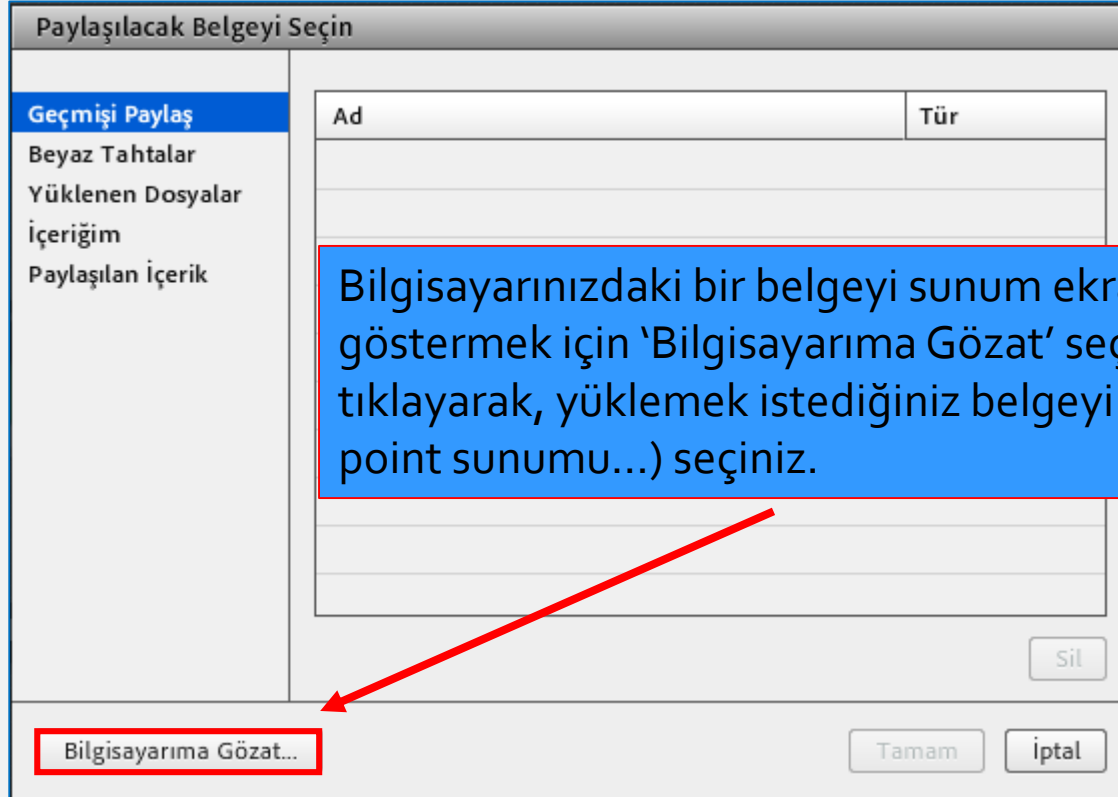 Paylaşılacak Belgeyi Seçin
Geçmişi Paylaş
Beyaz Tahtalar
Yüklenen Dosyalar
İçeriğim
Paylaşılan İçerik
Ad Tür
Bilgisayarınızdaki bir belgeyi sunum
göstermek için ‘Bilgisayarıma Gözat’
tıklayarak, yüklemek istediğiniz belgeyi
point sunumu…) seçiniz.
Sil
Bilgisayarıma Gözat...
Tamam İptal